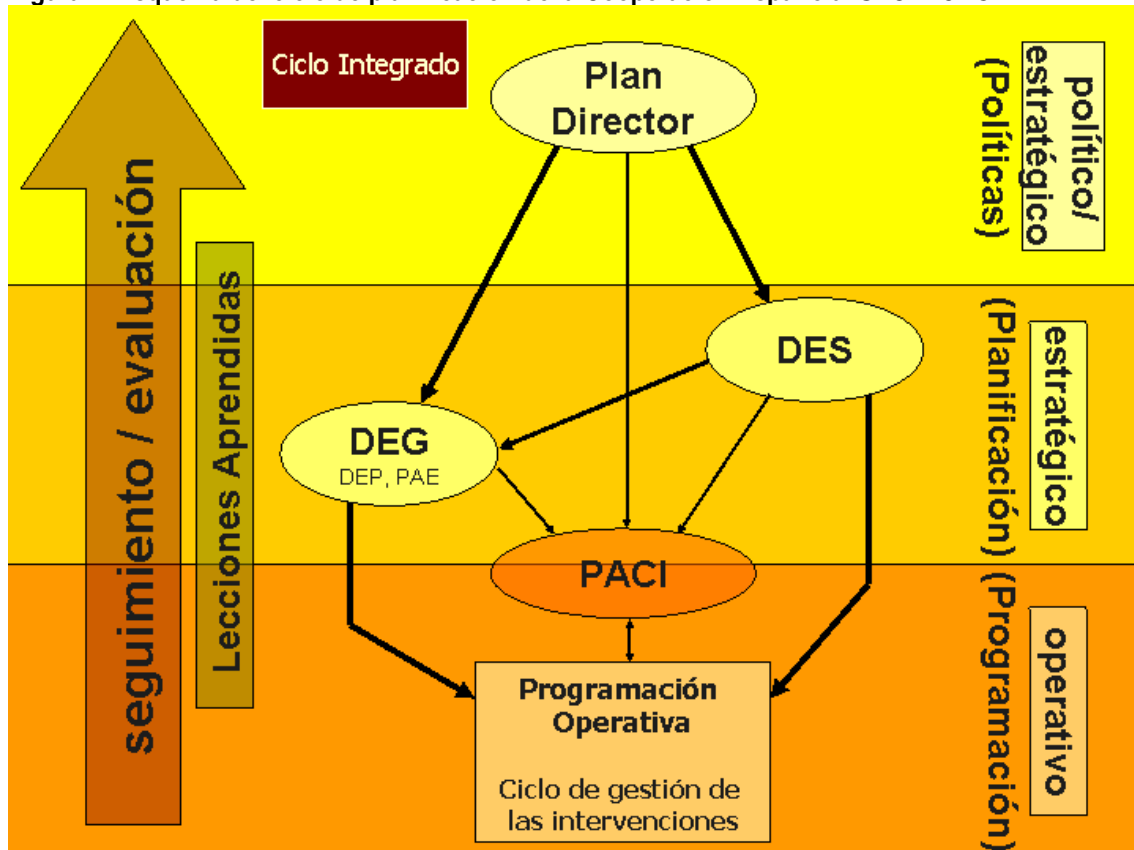 Ciclo Integrado
Plan
Director
político/
estratégico
(Políticas)
seguimiento / evaluación
Lecciones Aprendidas
DES
estratégico
(Planificación)
DEG
DEP, PAE
PACI
operativo
(Programación)
Programación
Operativa
Ciclo de gestión de
las intervenciones